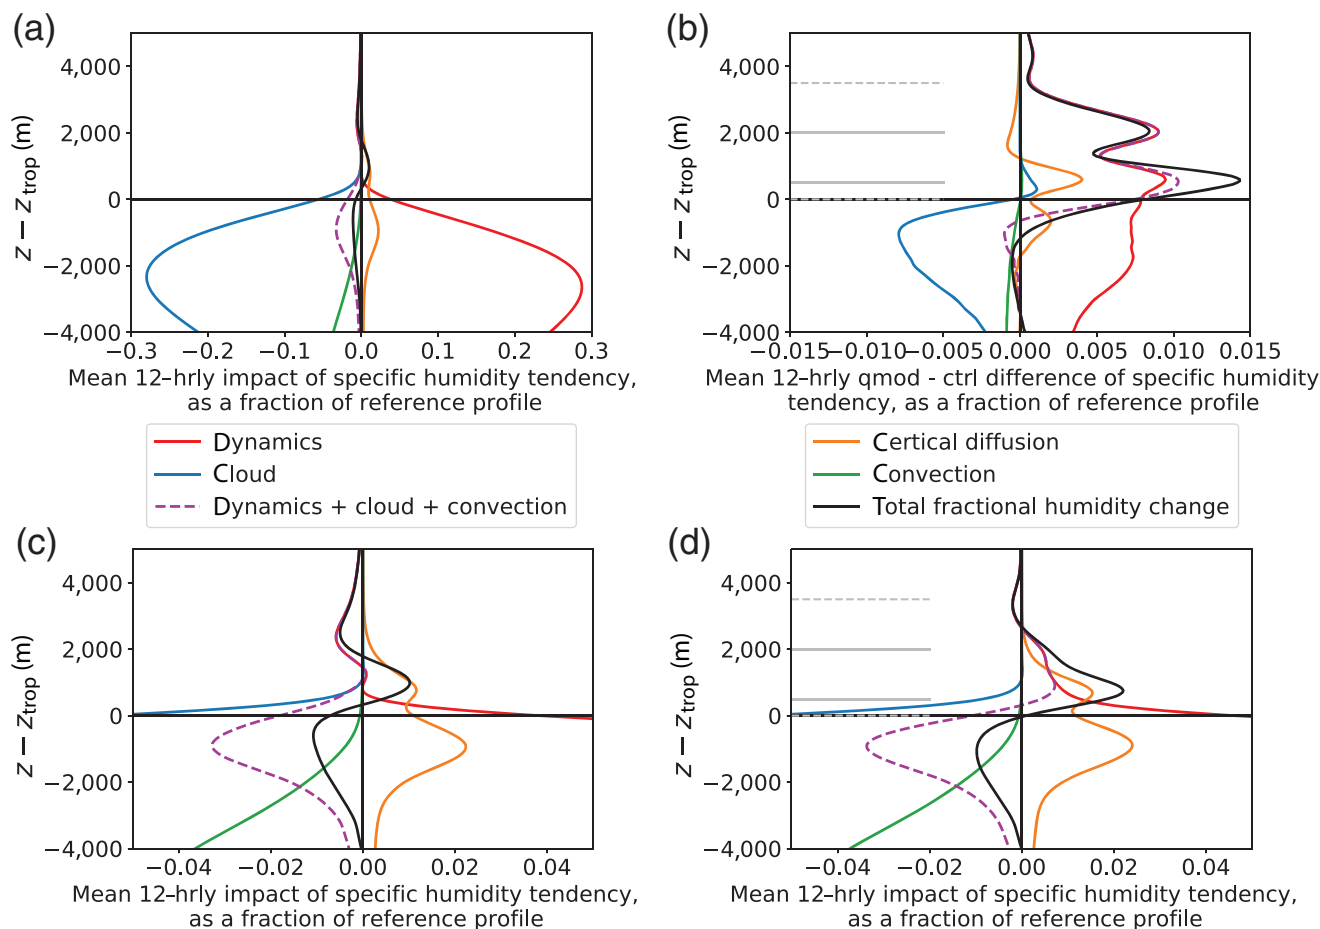 (a)
(b)
4,000
2,000
0
−2,000
−4,000
z − z_trop (m)
−0.3 −0.2 −0.1 0.0 0.1 0.2 0.3
Mean 12–hrly impact of specific humidity tendency,
as a fraction of reference profile
4,000
2,000
0
−2,000
−4,000
z − z_trop (m)
−0.015 −0.010 −0.005 0.000 0.005 0.010 0.015
Mean 12–hrly qmod - ctrl difference of specific humidity
tendency, as a fraction of reference profile
Dynamics
Cloud
Dynamics + cloud + convection
Certical diffusion
Convection
Total fractional humidity change
(c)
(d)
4,000
2,000
0
−2,000
−4,000
z − z_trop (m)
−0.04 −0.02 0.00 0.02 0.04
Mean 12–hrly impact of specific humidity tendency,
as a fraction of reference profile
4,000
2,000
0
−2,000
−4,000
z − z_trop (m)
−0.04 −0.02 0.00 0.02 0.04
Mean 12–hrly impact of specific humidity tendency,
as a fraction of reference profile